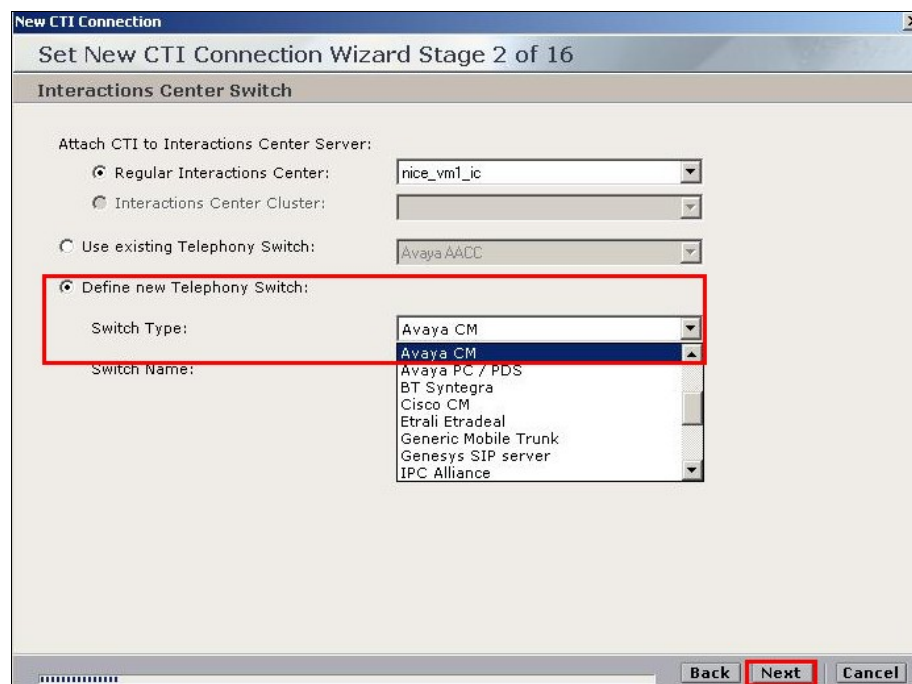 New CTI Connection
Set New CTI Connection Wizard Stage 2 of 16
Interactions Center Switch
Attach CTI to Interactions Center Server:
Regular Interactions Center: nice_vm1_ic
Interactions Center Cluster:
Use existing Telephony Switch: Avaya AACC
Define new Telephony Switch:
Switch Type: Avaya CM
Avaya CM
Switch Name: Avaya PC / PDS
BT Syntegra
Cisco CM
Etrali Etradeal
Generic Mobile Trunk
Genesys SIP server
IPC Alliance
Back Next Cancel